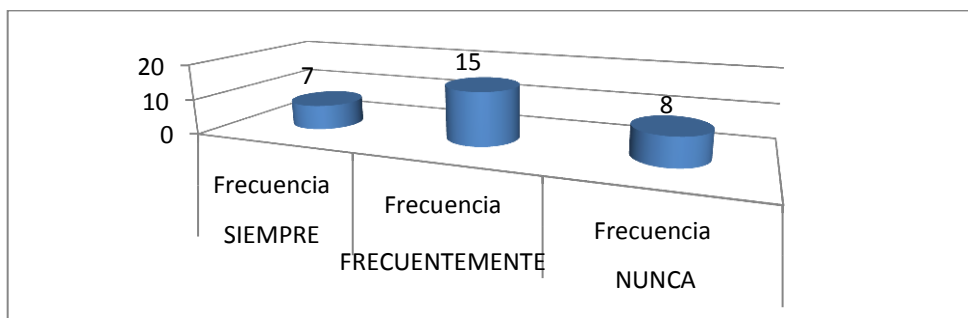 20
10
0
7
15
8
Frecuencia
SIEMPRE
Frecuencia
FRECUENTEMENTE
Frecuencia
NUNCA